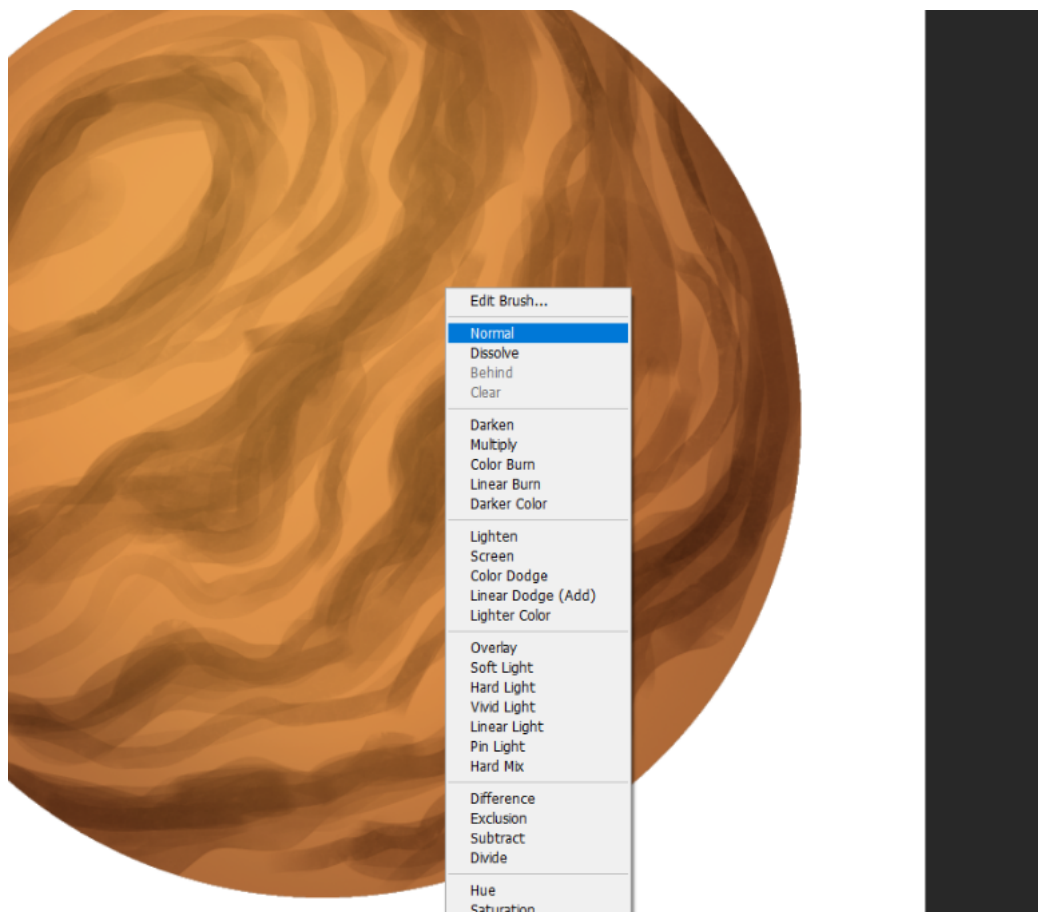 Edit Brush...
Normal
Dissolve
Behind
Clear
Darken
Multiply
Color Burn
Linear Burn
Darker Color
Lighten
Screen
Color Dodge
Linear Dodge (Add)
Lighter Color
Overlay
Soft Light
Hard Light
Vivid Light
Linear Light
Pin Light
Hard Mix
Difference
Exclusion
Subtract
Divide
Hue
Saturation